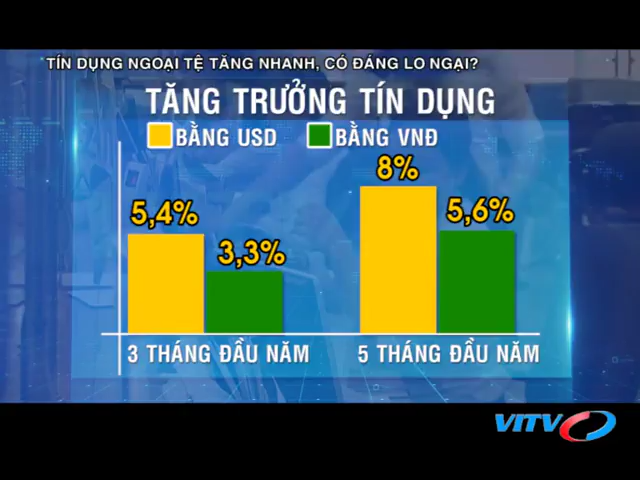 TÍN DỤNG NGOẠI TỆ TĂNG NHANH, CÓ ĐÁNG LO NGẠI?
TĂNG TRƯỞNG TÍN DỤNG
BẰNG USD BẰNG VNĐ
5,4% 3,3% 8% 5,6%
3 THÁNG ĐẦU NĂM 5 THÁNG ĐẦU NĂM
VITV